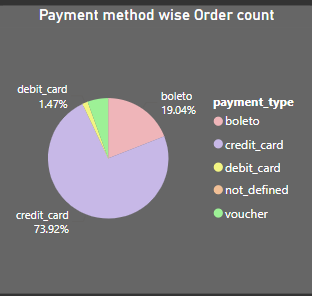 Payment method wise Order count
debit_card
1.47%
boleto
19.04%
credit_card
73.92%
payment_type
boleto
credit_card
debit_card
not_defined
voucher